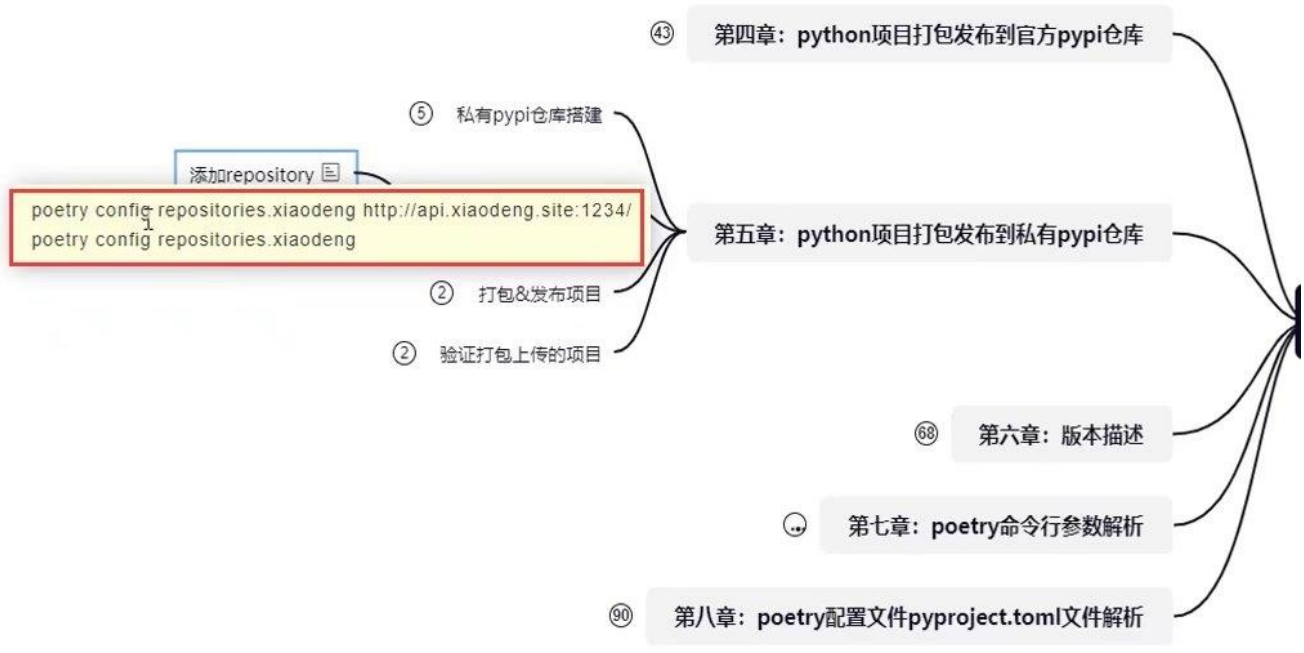 ㊸ 第四章：python项目打包发布到官方pypi仓库
⑤ 私有pypi仓库搭建
添加repository
poetry config repositories.xiaodeng http://api.xiaodeng.site:1234/
poetry config repositories.xiaodeng
第五章：python项目打包发布到私有pypi仓库
② 打包&发布项目
② 验证打包上传的项目
68 第六章：版本描述
第七章：poetry命令行参数解析
90 第八章：poetry配置文件pyproject.toml文件解析